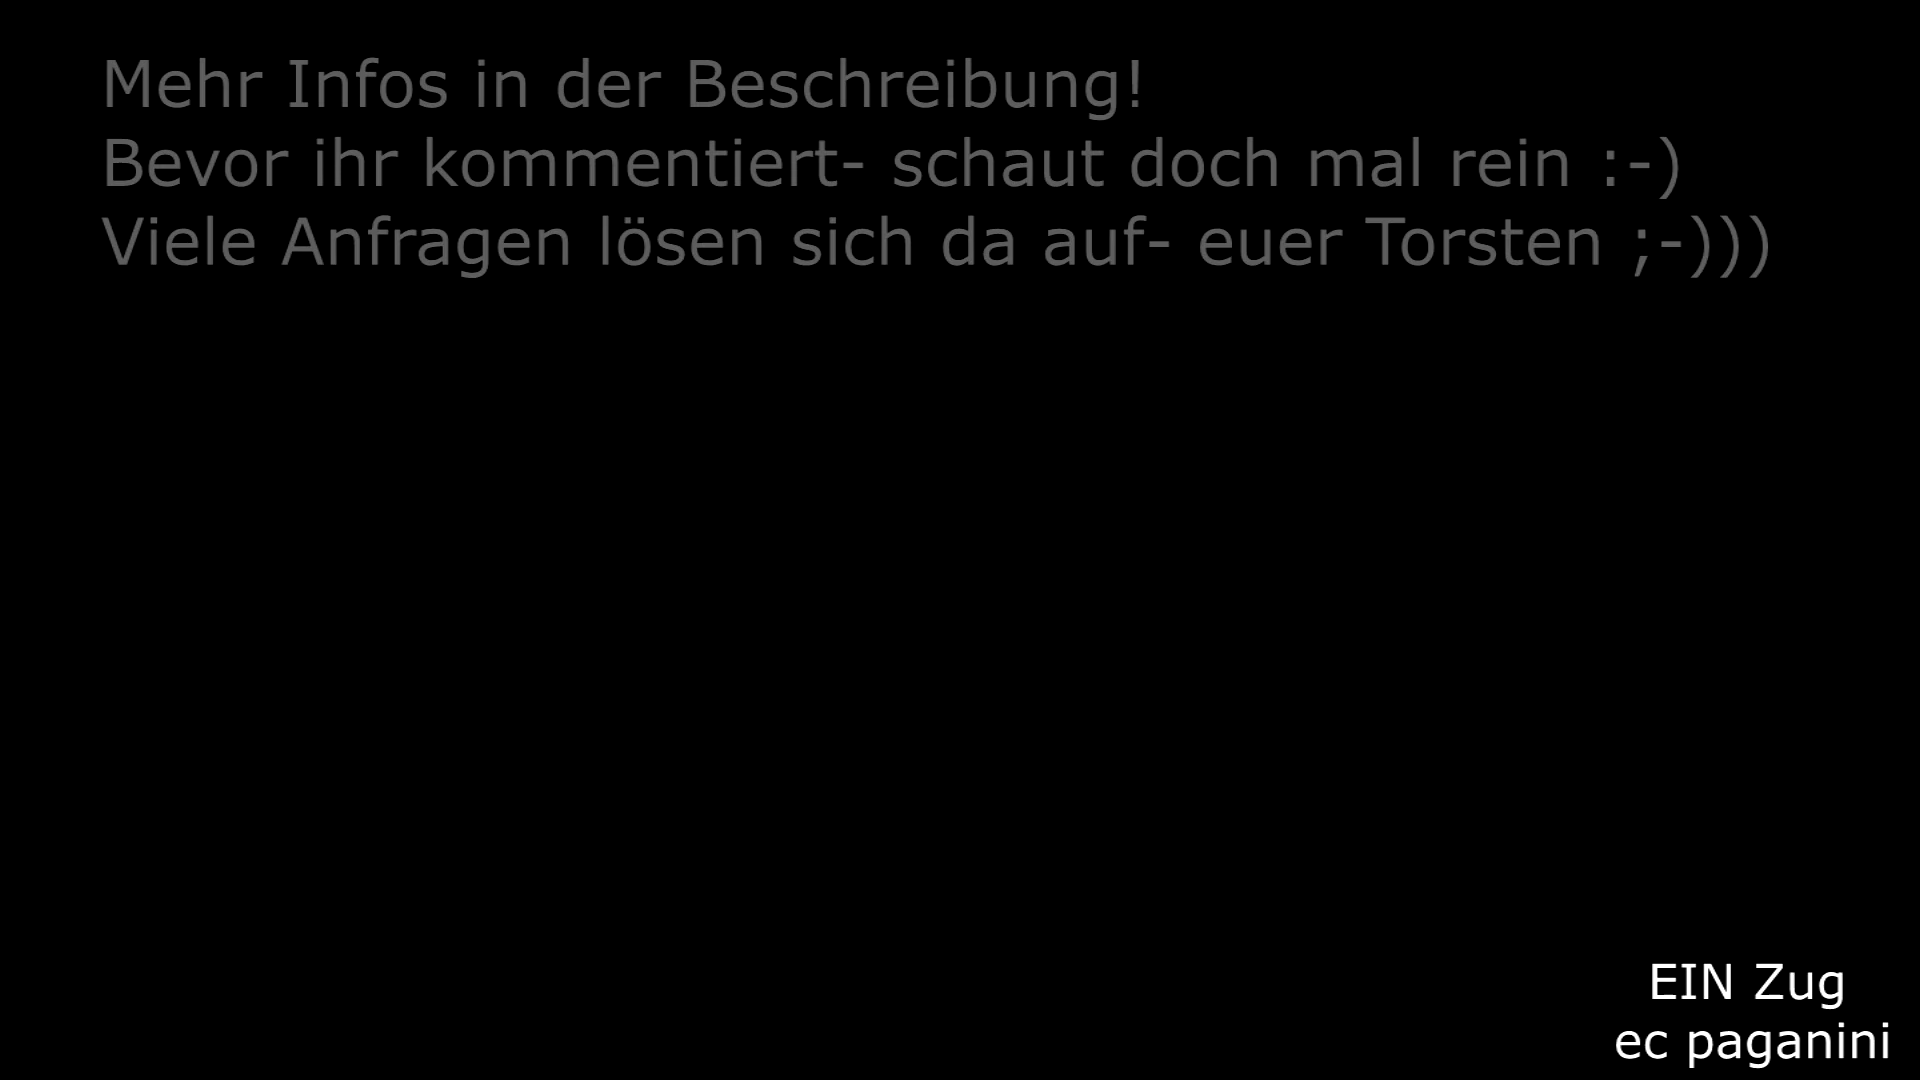 Mehr Infos in der Beschreibung!
Bevor ihr kommentiert- schaut doch mal rein :-)
Viele Anfragen lösen sich da auf- euer Torsten ;-)))
EIN Zug
ec paganini